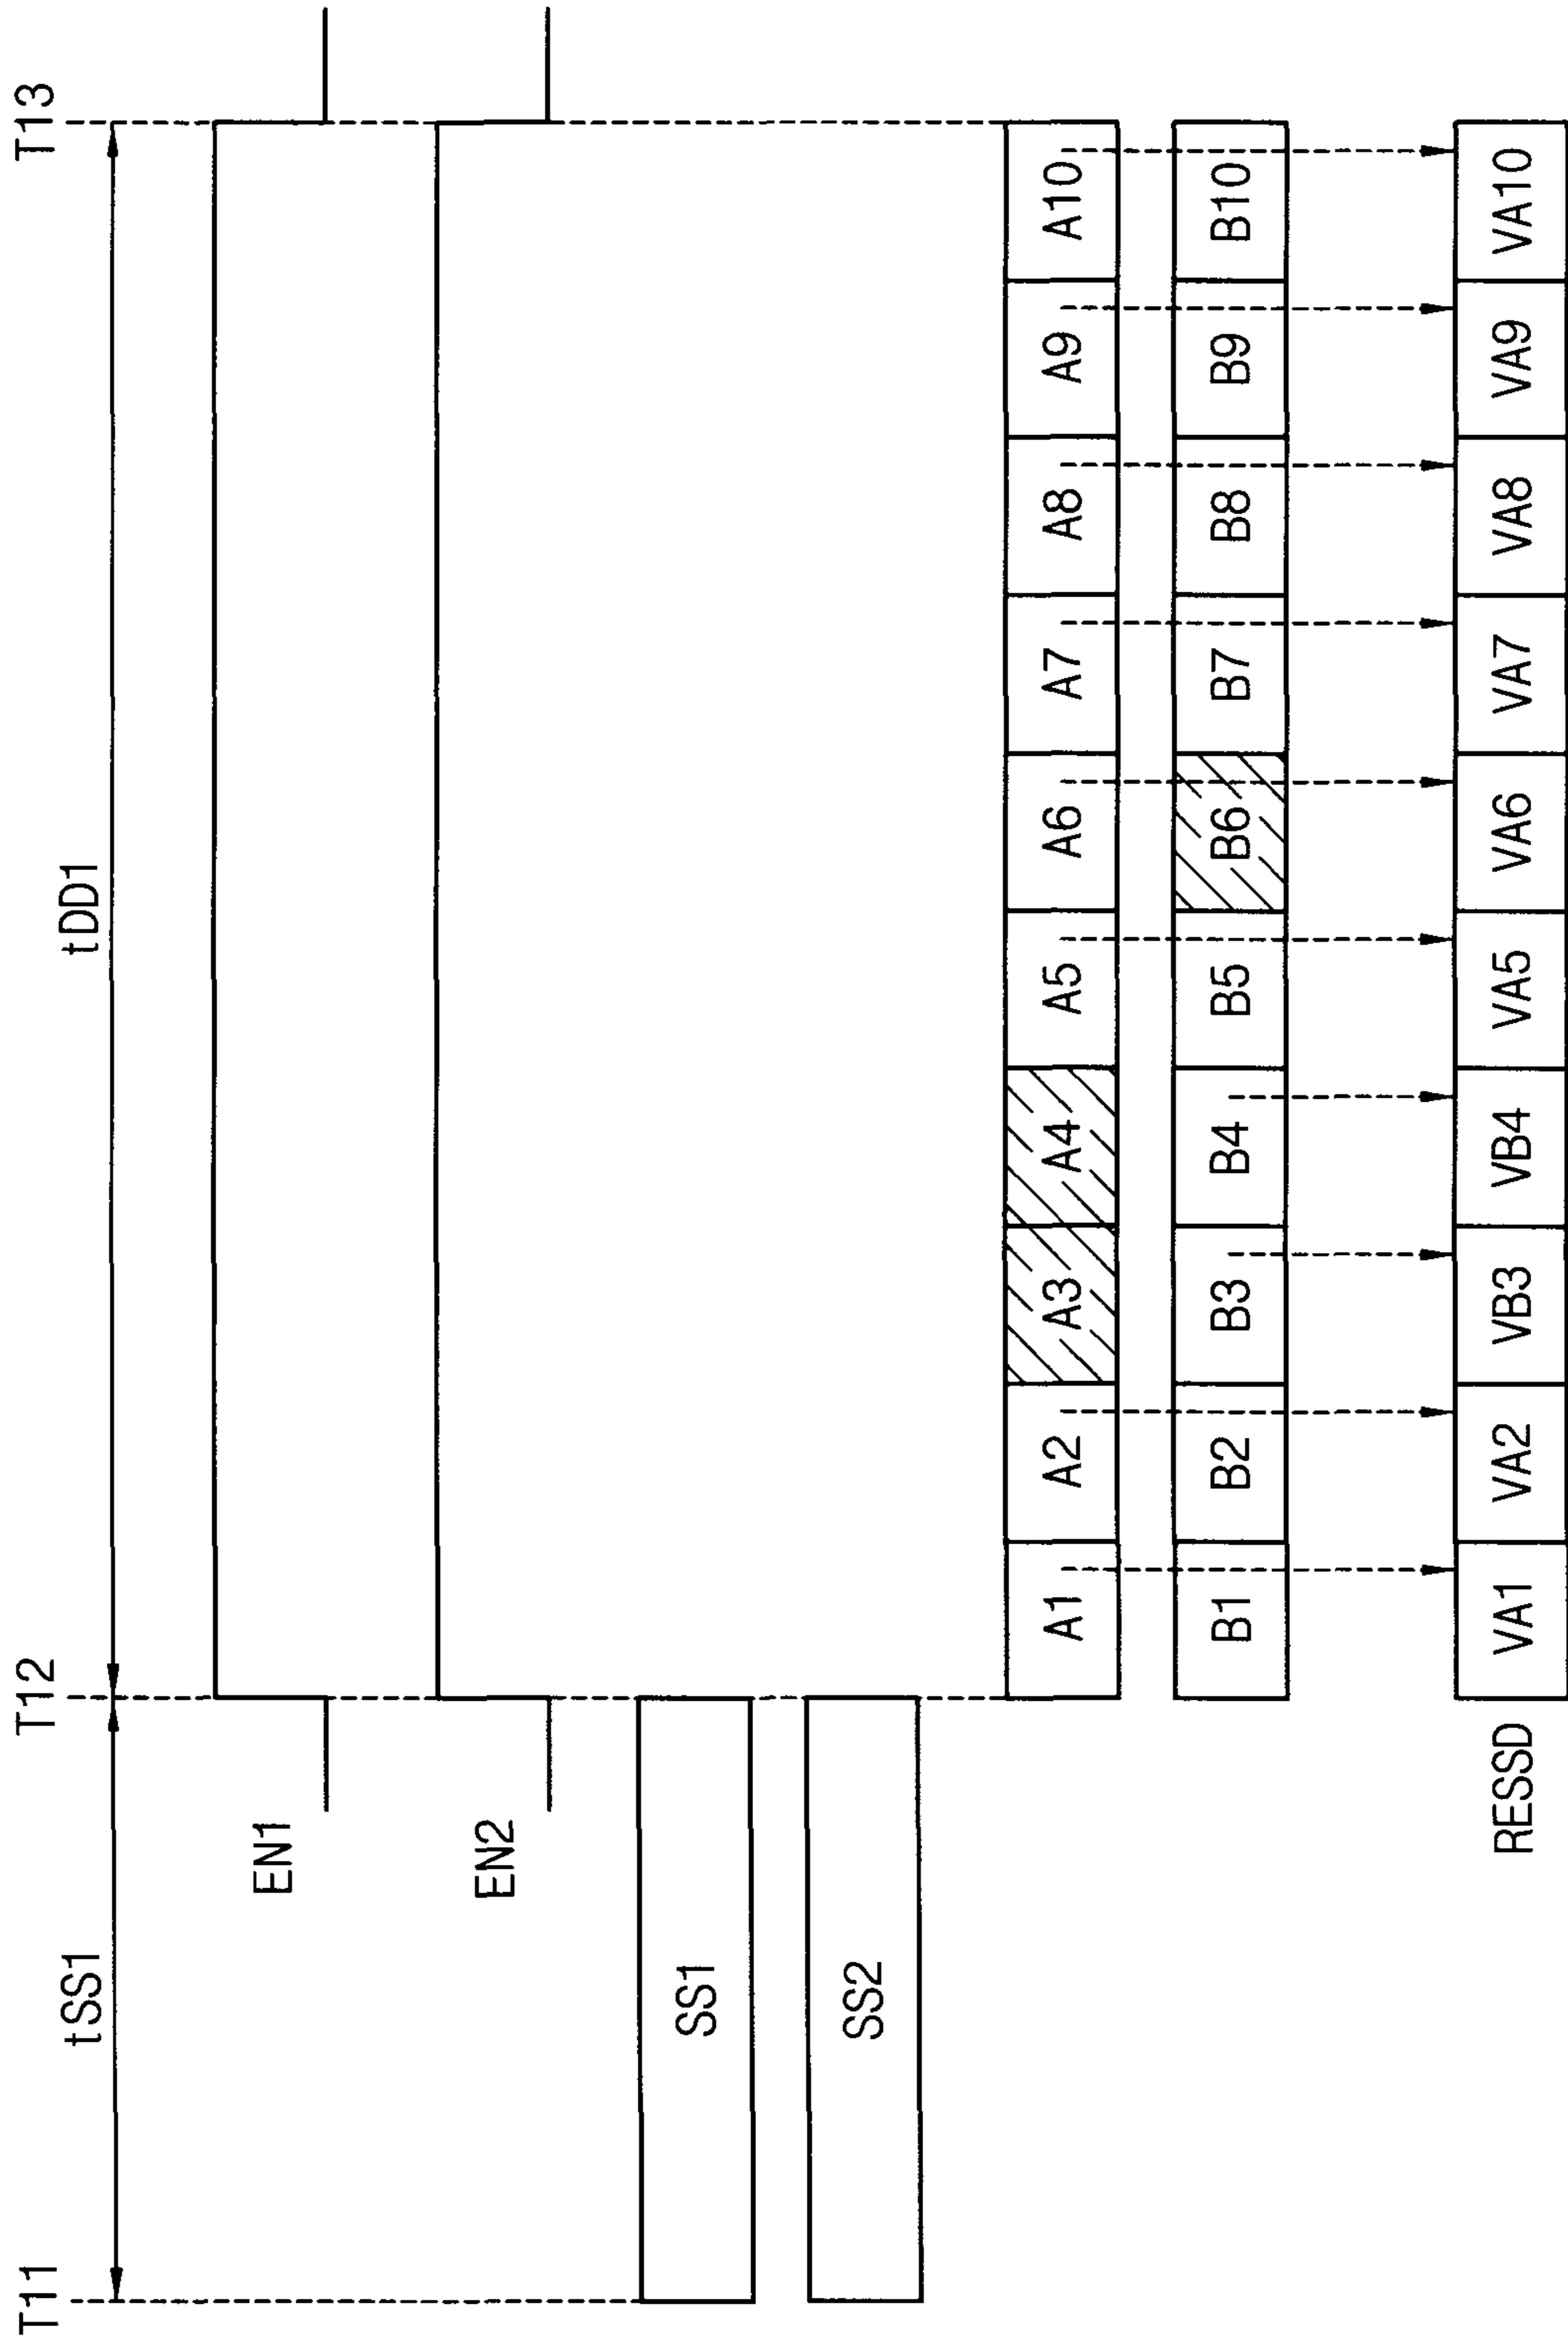 T11 T12 T13
tSS1 tDD1
EN1
EN2
SS1
SS2
A1 A2 A3 A4 A5 A6 A7 A8 A9 A10
B1 B2 B3 B4 B5 B6 B7 B8 B9 B10
RESSD VA1 VA2 VB3 VB4 VA5 VA6 VA7 VA8 VA9 VA10